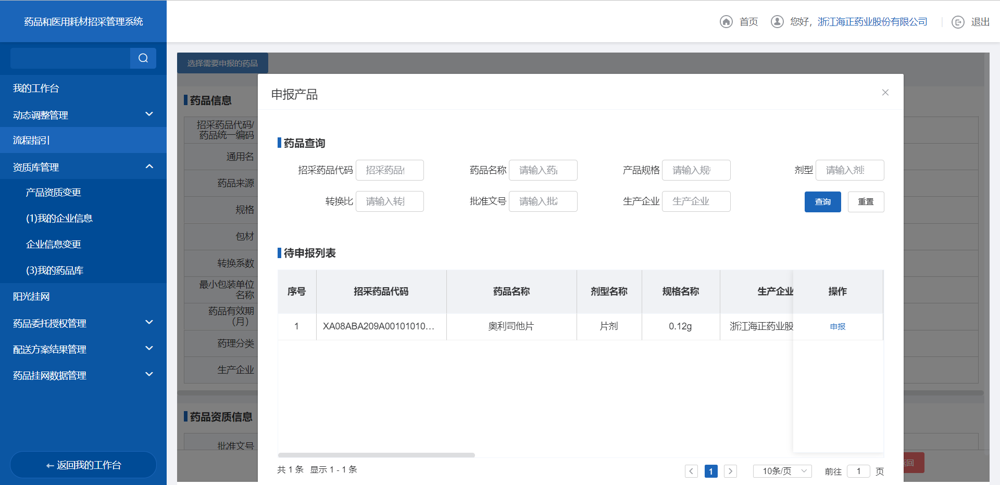 药品和医用耗材招采管理系统
首页
您好，浙江海正药业股份有限公司
退出
我的工作台
动态调整管理
流程指引
资质库管理
产品资质变更
(1)我的企业信息
企业信息变更
(3)我的药品库
阳光挂网
药品委托授权管理
配送方案结果管理
药品挂网数据管理
返回我的工作台
选择需要申报的药品
药品信息
招采药品代码/
药品统一编码
通用名
药品来源
规格
包材
转换系数
最小包装单位
名称
药品有效期
（月）
药理分类
生产企业
药品资质信息
批准文号
返回
申报产品
药品查询
招采药品代码 招采药品
药品名称 请输入药
产品规格 请输入规
剂型 请输入剂
转换比 请输入转
批准文号 请输入批
生产企业 生产企业
查询 重置
待申报列表
序号 招采药品代码 药品名称 剂型名称 规格名称 生产企业 操作
1 XA08ABA209A00101010... 奥利司他片 片剂 0.12g 浙江海正药业股 申报
共 1 条 显示 1 - 1 条
1 10条/页 前往 1 页